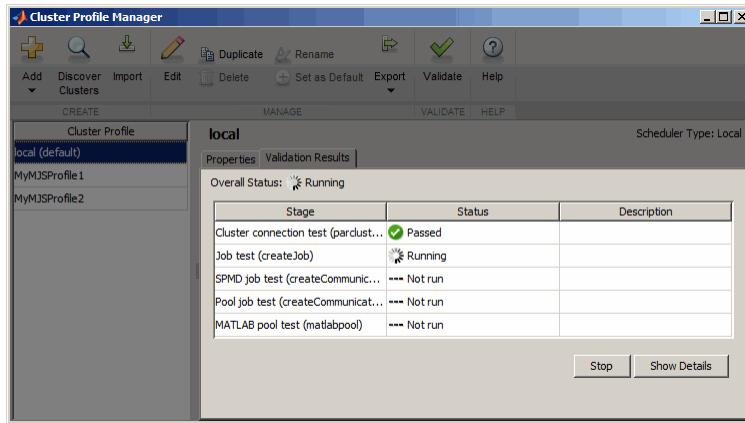 Cluster Profile Manager
Add
Discover Clusters
Import
Edit
Duplicate
Delete
Rename
Set as Default
Export
Validate
Help
CREATE
MANAGE
VALIDATE
HELP
Cluster Profile
local (default)
MyMJSProfile1
MyMJSProfile2
local
Scheduler Type: Local
Properties
Validation Results
Overall Status: Running
Stage Status Description
Cluster connection test (parclust... Passed
Job test (createJob) Running
SPMD job test (createCommunic... --- Not run
Pool job test (createCommunicat... --- Not run
MATLAB pool test (matlabpool) --- Not run
Stop
Show Details